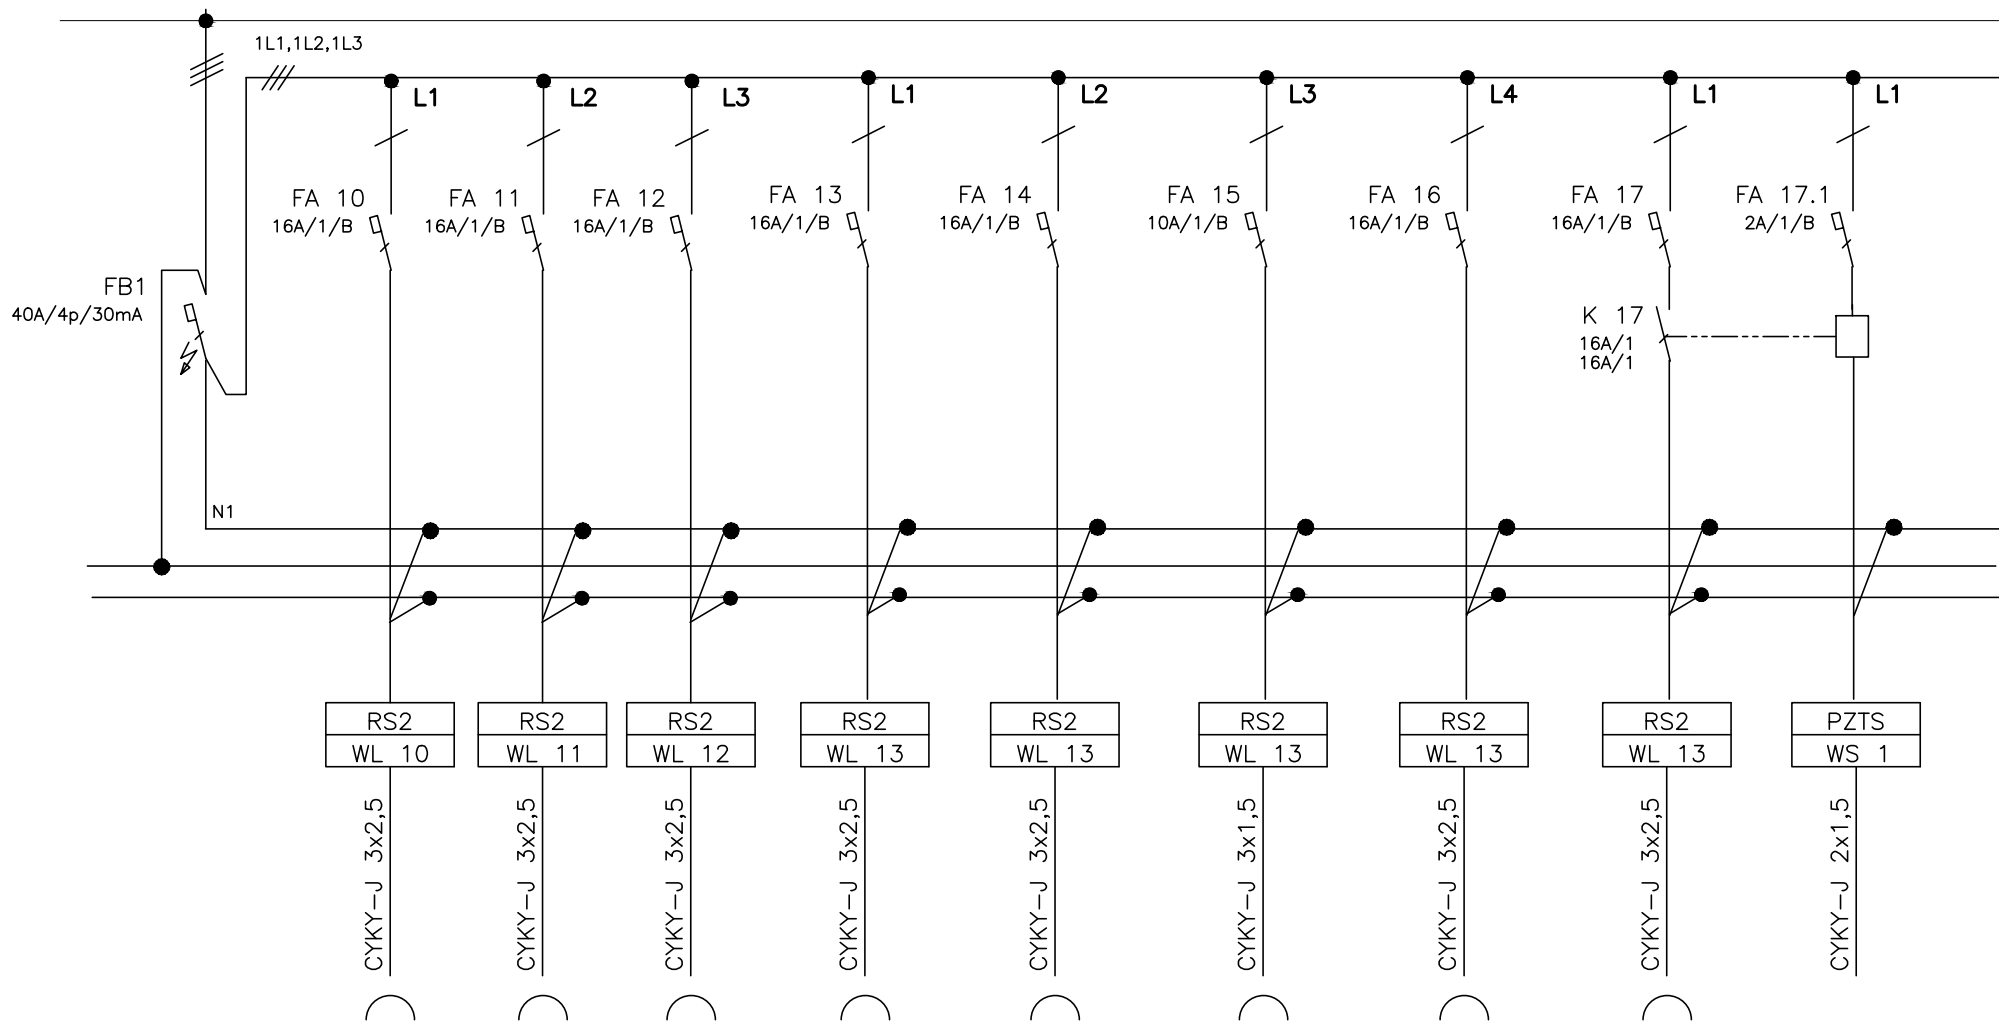 1L1,1L2,1L3
L1
L2
L3
L1
L2
L3
L4
L1
L1
FA 10
16A/1/B
FA 11
16A/1/B
FA 12
16A/1/B
FA 13
16A/1/B
FA 14
16A/1/B
FA 15
10A/1/B
FA 16
16A/1/B
FA 17
16A/1/B
FA 17.1
2A/1/B
FB1
40A/4p/30mA
K 17
16A/1
16A/1
N1
RS2
WL 10
RS2
WL 11
RS2
WL 12
RS2
WL 13
RS2
WL 13
RS2
WL 13
RS2
WL 13
RS2
WL 13
PZTS
WS 1
CYKY-J 3x2,5
CYKY-J 3x2,5
CYKY-J 3x2,5
CYKY-J 3x2,5
CYKY-J 3x2,5
CYKY-J 3x1,5
CYKY-J 3x2,5
CYKY-J 3x2,5
CYKY-J 2x1,5